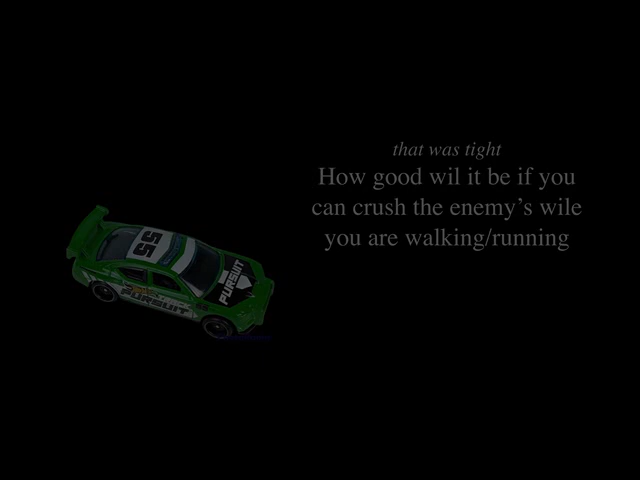 that was tight
How good wil it be if you
can crush the enemy’s wile
you are walking/running
55
PURSUIT
PURSUIT